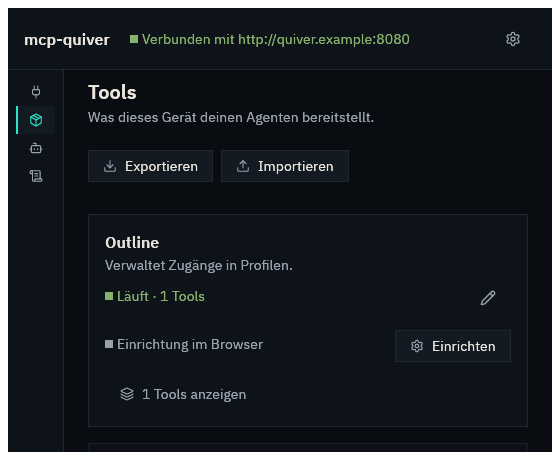 mcp-quiver
Verbunden mit http://quiver.example:8080
Tools
Was dieses Gerät deinen Agenten bereitstellt.
Exportieren
Importieren
Outline
Verwaltet Zugänge in Profilen.
Läuft · 1 Tools
Einrichtung im Browser
Einrichten
1 Tools anzeigen